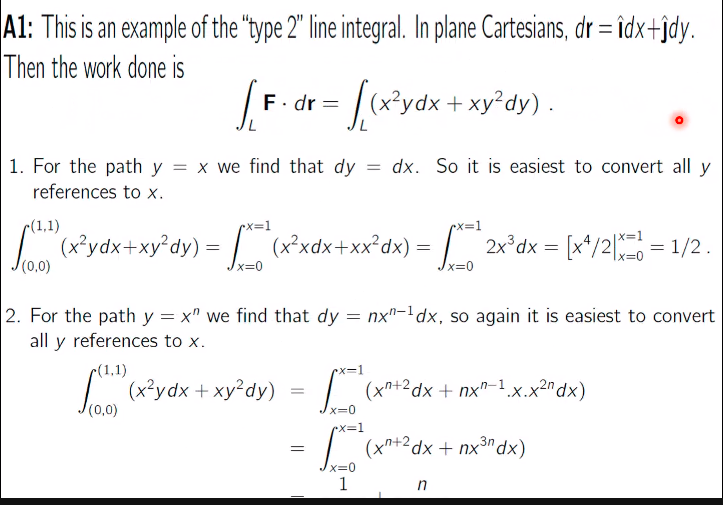 A1: This is an example of the "type 2" line integral. In plane Cartesians, dr = îdx+ĵdy.
Then the work done is
∫_L F · dr = ∫_L (x²ydx + xy²dy) .
1. For the path y = x we find that dy = dx. So it is easiest to convert all y
references to x.
∫_(0,0)^(1,1) (x²ydx+xy²dy) = ∫_x=0^x=1 (x²xdx+xx²dx) = ∫_x=0^x=1 2x³dx = [x⁴/2|_x=0^x=1 = 1/2 .
2. For the path y = xⁿ we find that dy = nxⁿ⁻¹dx, so again it is easiest to convert
all y references to x.
∫_(0,0)^(1,1) (x²ydx + xy²dy) = ∫_x=0^x=1 (xⁿ⁺²dx + nxⁿ⁻¹.x.x²ⁿdx)
= ∫_x=0^x=1 (xⁿ⁺²dx + nx³ⁿdx)
1 n